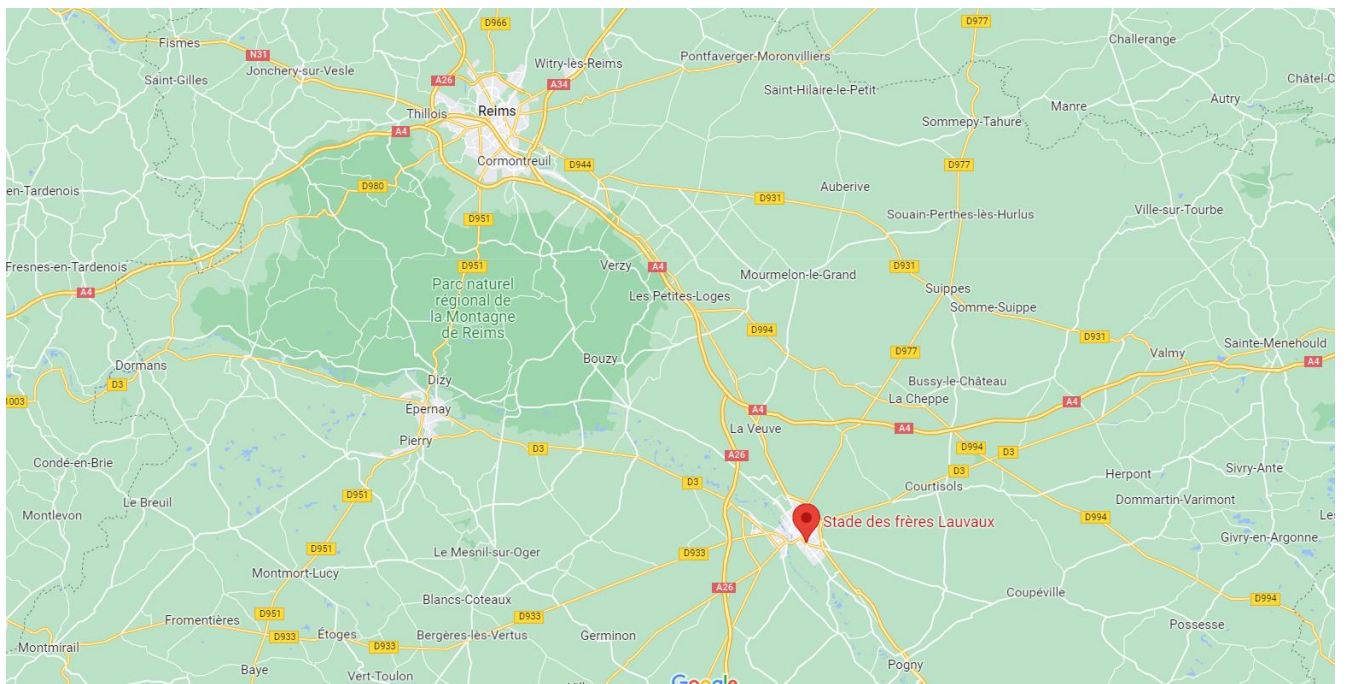 D966
D977
Fismes
Challerange
N31
Pontfaverger-Moronvilliers
Witry-lès-Reims
Jonchery-sur-Vesle
Saint-Gilles
A26
A34
Saint-Hilaire-le-Petit
Châtel-C
Autry
Manre
Reims
Thillois
Sommepy-Tahure
A4
Cormontreuil
D944
D977
D980
Auberive
en-Tardenois
D931
Ville-sur-Tourbe
Souain-Perthes-lès-Hurlus
D951
Fresnes-en-Tardenois
D951
Verzy
A4
D931
Mourmelon-le-Grand
Parc naturel
régional de
la Montagne
de Reims
A4
Les Petites-Loges
Suippes
Somme-Suippe
D994
D931
Sainte-Menehould
D977
Valmy
Bouzy
Dormans
A4
Dizy
Bussy-le-Château
D3
La Cheppe
1003
A4
A4
Épernay
La Veuve
A4
Pierry
D3
D994
D3
A26
Condé-en-Brie
D3
Sivry-Ante
Herpont
D3
Courtisols
D951
Le Breuil
Dommartin-Varimont
Montlevon
Le
D994
Stade des frères Lauvaux
Givry-en-Argonne
D951
Le Mesnil-sur-Oger
D933
Montmort-Lucy
A26
Coupéville
Blancs-Coteaux
D994
D951
Fromentières
D933
Possesse
D933
Étoges
Bergères-les-Vertus
Germinon
D933
Montmirail
Pogny
Baye
Vert-Toulon
Google